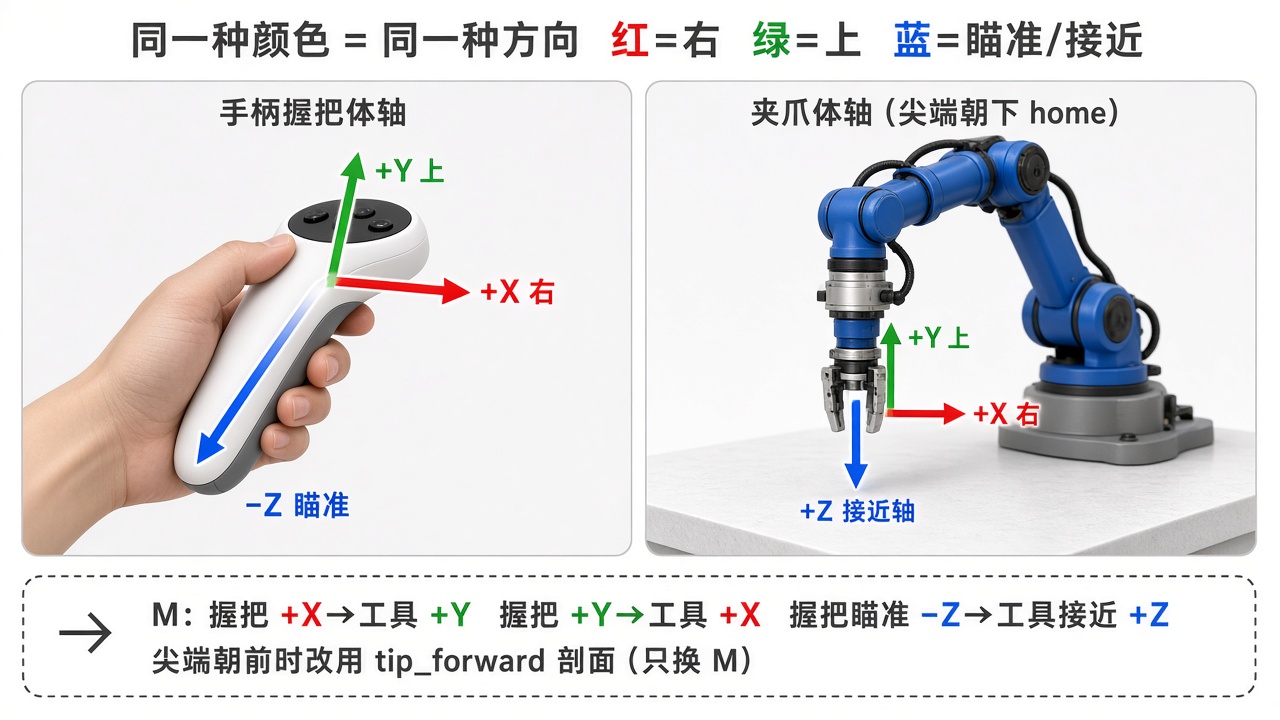 同一种颜色 = 同一种方向 红=右 绿=上 蓝=瞄准/接近
手柄握把体轴
+Y 上
+X 右
−Z 瞄准
夹爪体轴（尖端朝下 home）
+Y 上
+X 右
+Z 接近轴
→ M：握把 +X→工具 +Y 握把 +Y→工具 +X 握把瞄准 −Z→工具接近 +Z
尖端朝前时改用 tip_forward 剖面（只换 M）